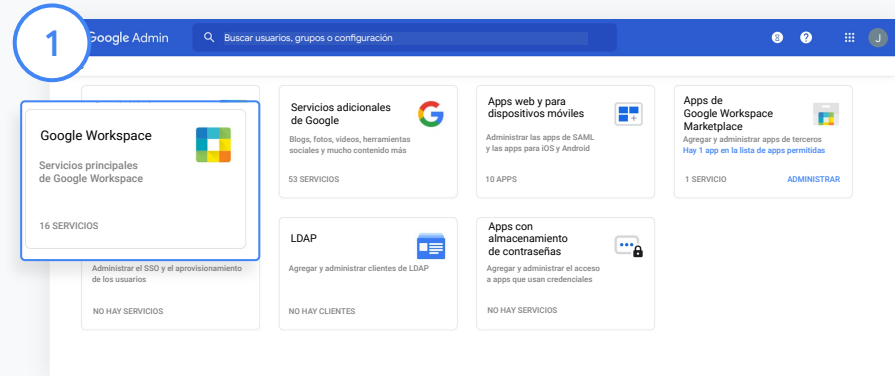 1
Google Admin
Buscar usuarios, grupos o configuración
J
Google Workspace
Servicios principales
de Google Workspace
16 SERVICIOS
Servicios adicionales
de Google
Blogs, fotos, videos, herramientas
sociales y mucho contenido más
53 SERVICIOS
Apps web y para
dispositivos móviles
Administrar las apps de SAML
y las apps para iOS y Android
10 APPS
Apps de
Google Workspace
Marketplace
Agregar y administrar apps de terceros
Hay 1 app en la lista de apps permitidas
1 SERVICIO
ADMINISTRAR
Administrar el SSO y el aprovisionamiento
de los usuarios
NO HAY SERVICIOS
LDAP
Agregar y administrar clientes de LDAP
NO HAY CLIENTES
Apps con
almacenamiento
de contraseñas
Agregar y administrar el acceso
a apps que usan credenciales
NO HAY SERVICIOS